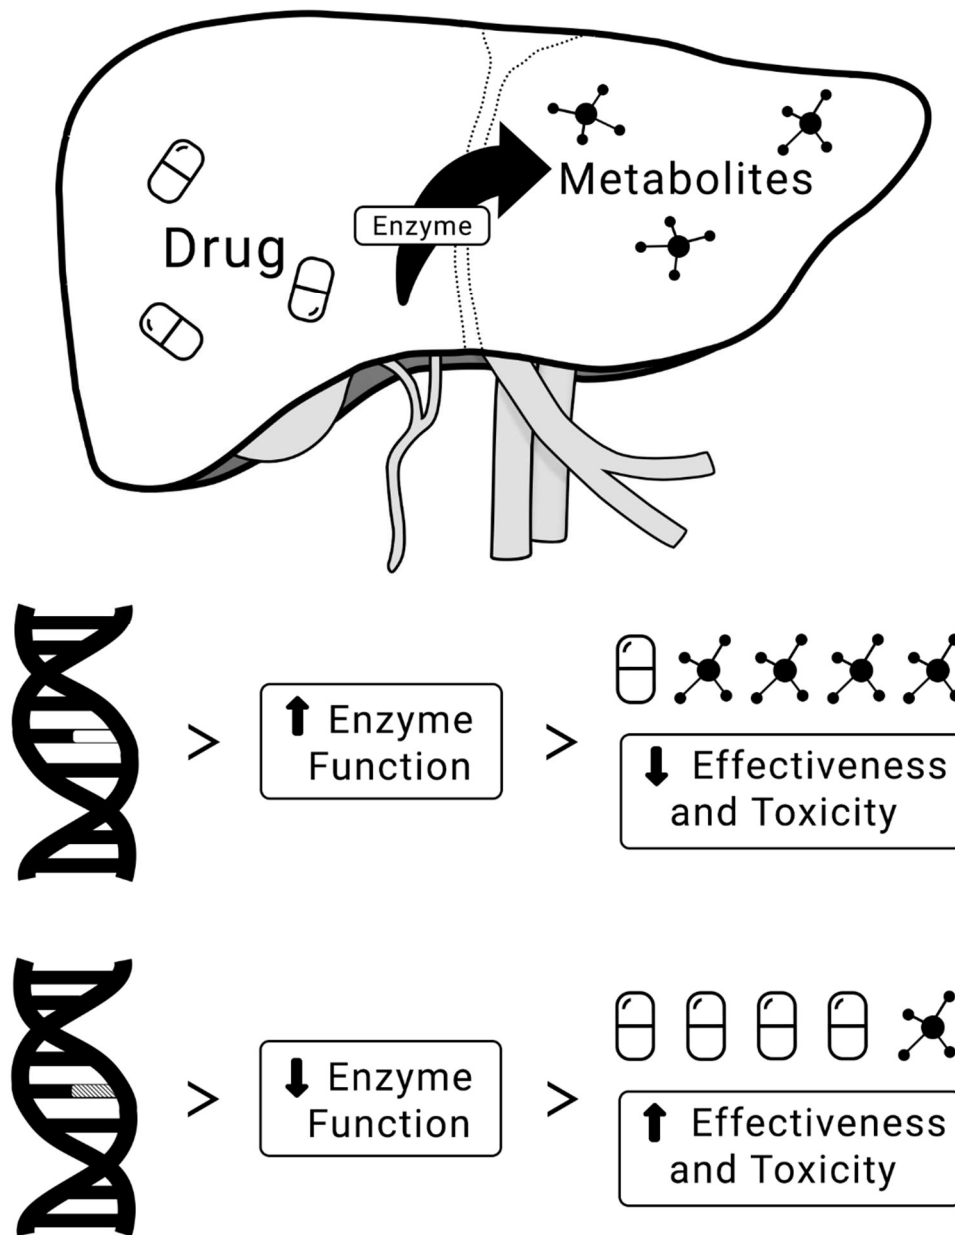 Metabolites
Enzyme
Drug
> ⬆ Enzyme
Function >
⬇ Effectiveness
and Toxicity
> ⬇ Enzyme
Function >
⬆ Effectiveness
and Toxicity